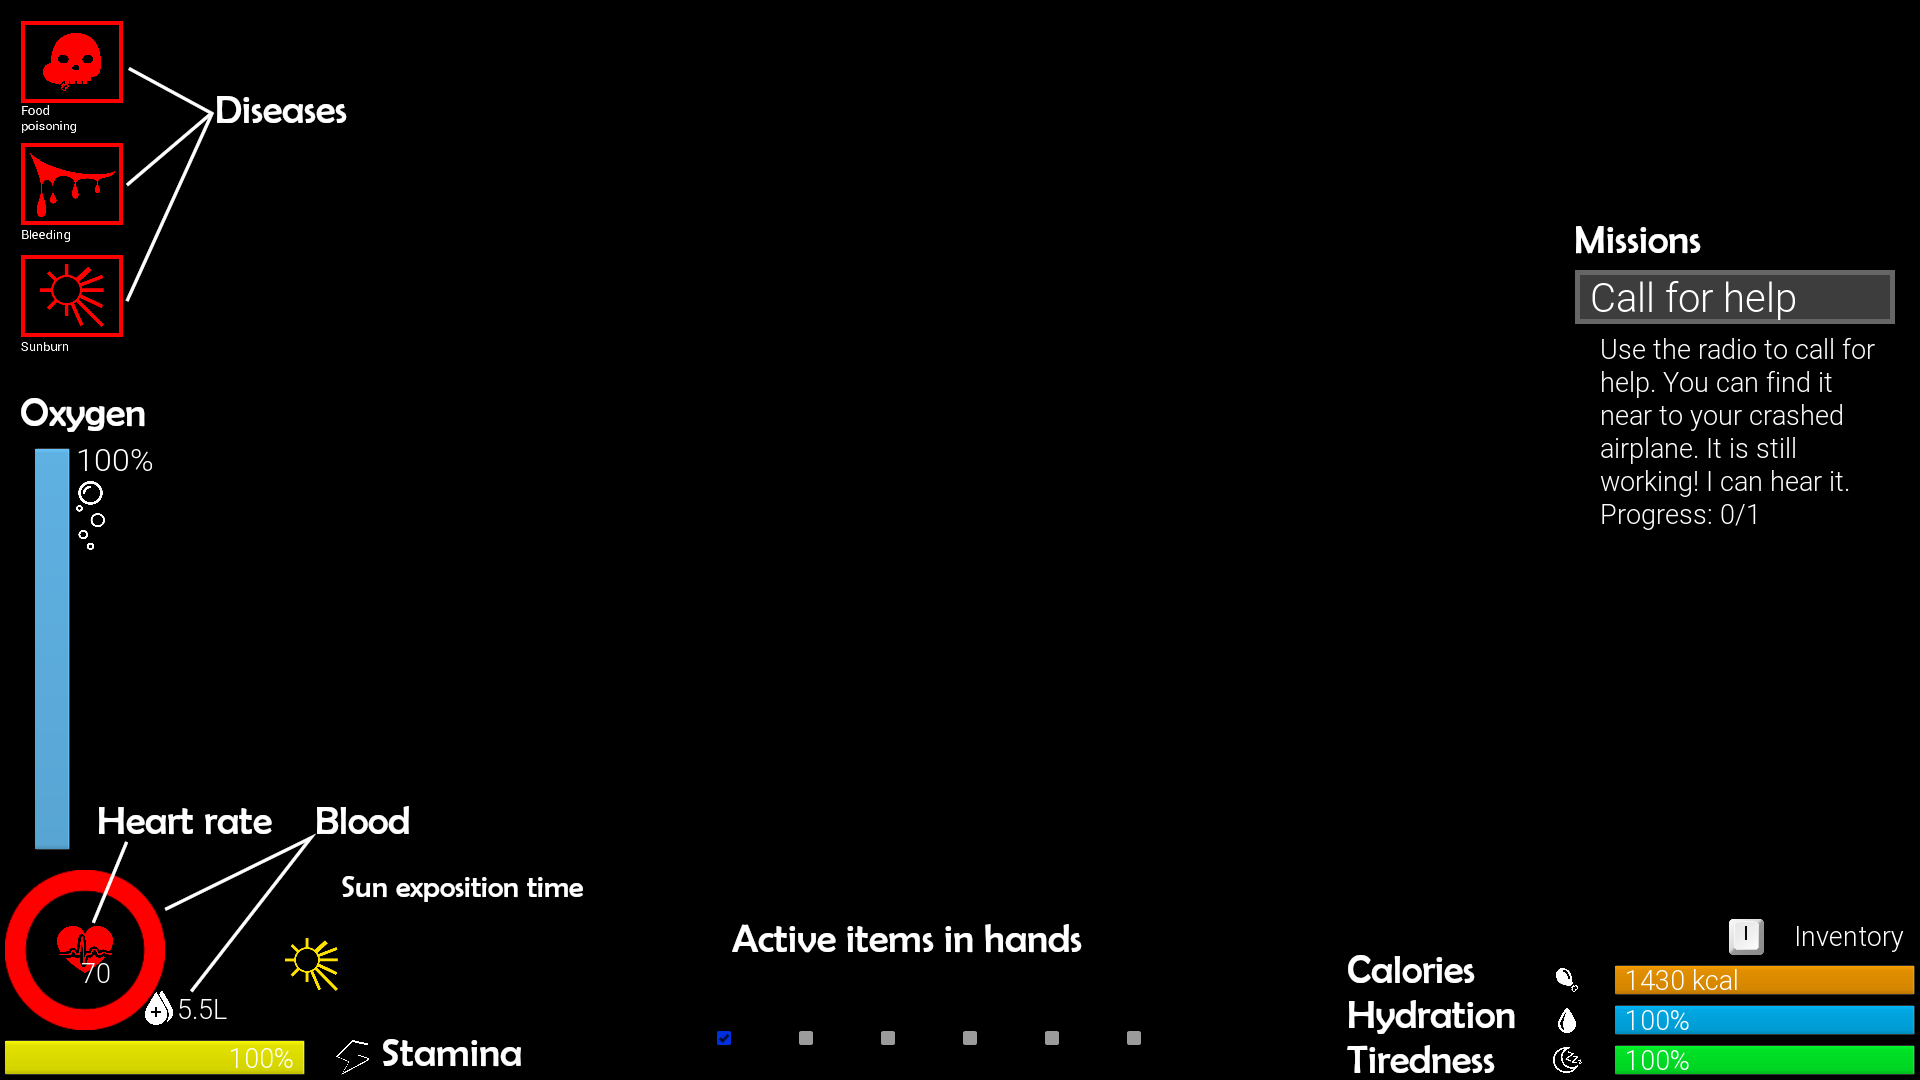 Food
poisoning
Diseases
Bleeding
Sunburn
Oxygen
100%
Heart rate
Blood
Sun exposition time
70
5.5L
100%
Stamina
Active items in hands
Missions
Call for help
Use the radio to call for
help. You can find it
near to your crashed
airplane. It is still
working! I can hear it.
Progress: 0/1
I
Inventory
Calories
1430 kcal
Hydration
100%
Tiredness
100%